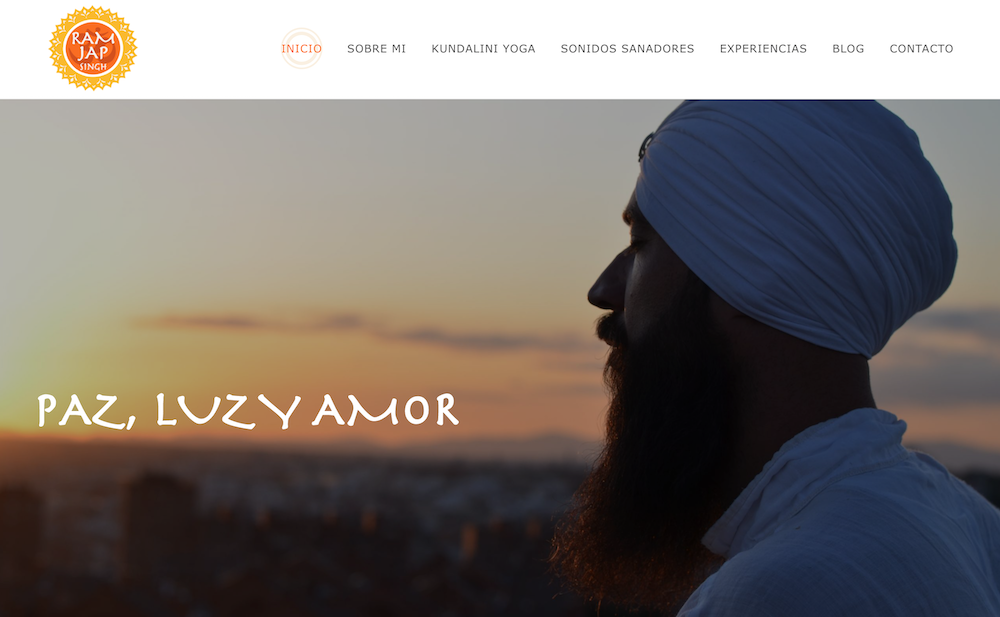 RAM
JAP
SINGH
INICIO SOBRE MI KUNDALINI YOGA SONIDOS SANADORES EXPERIENCIAS BLOG CONTACTO
PAZ, LUZ Y AMOR